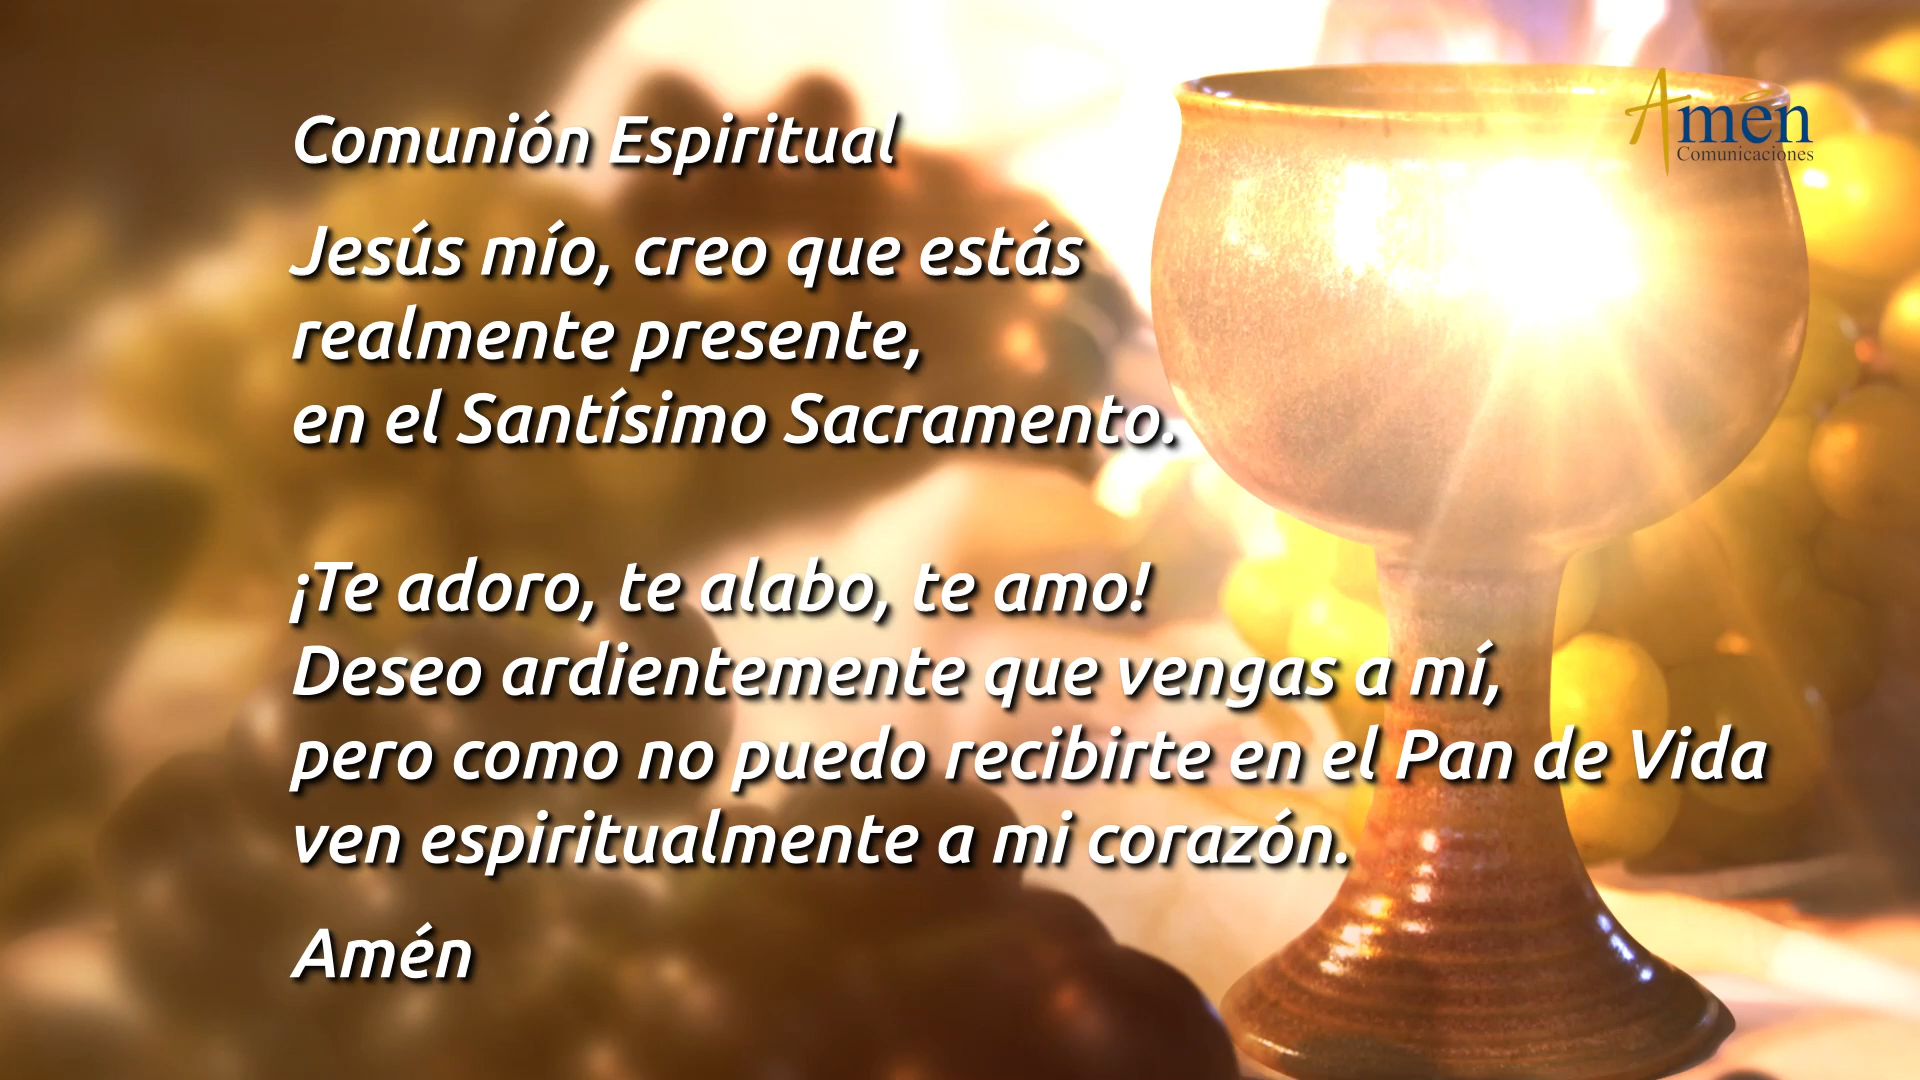 Amén
Comunicaciones
Comunión Espiritual
Jesús mío, creo que estás
realmente presente,
en el Santísimo Sacramento.
¡Te adoro, te alabo, te amo!
Deseo ardientemente que vengas a mí,
pero como no puedo recibirte en el Pan de Vida
ven espiritualmente a mi corazón.
Amén